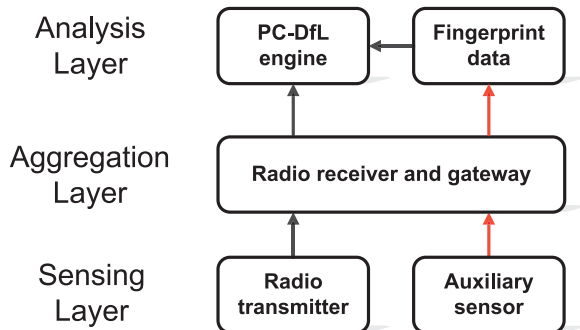 Analysis
Layer
PC-DfL
engine
Fingerprint
data
Aggregation
Layer
Radio receiver and gateway
Sensing
Layer
Radio
transmitter
Auxiliary
sensor